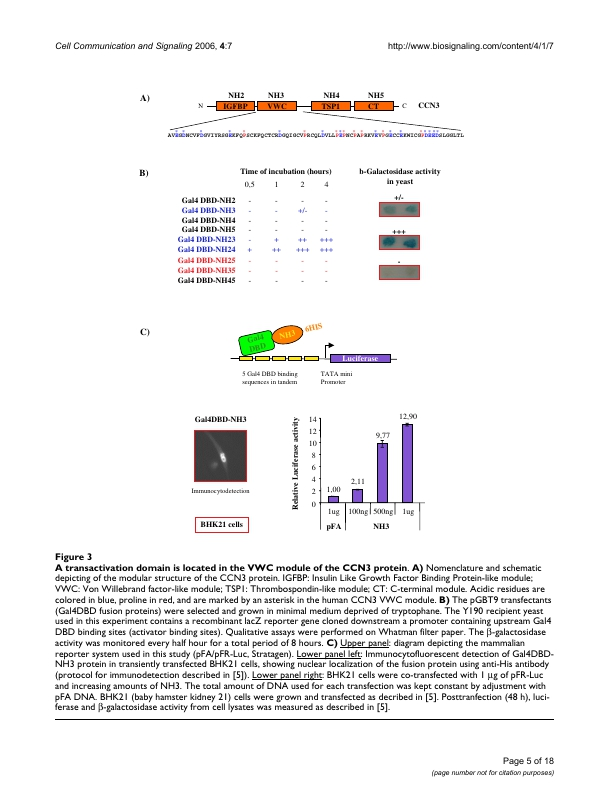 Cell Communication and Signaling 2006, 4:7
http://www.biosignaling.com/content/4/1/7
A)
NH2 NH3 NH4 NH5
N IGFBP VWC TSP1 CT C CCN3
B)
Time of incubation (hours)
b-Galactosidase activity
in yeast
0,5 1 2 4
+/-
Gal4 DBD-NH2 - - - -
Gal4 DBD-NH3 - - +/- -
Gal4 DBD-NH4 - - - -
Gal4 DBD-NH5 - - - -
+++
Gal4 DBD-NH23 - + ++ +++
Gal4 DBD-NH24 + ++ +++ +++
Gal4 DBD-NH25 - - - -
-
Gal4 DBD-NH35 - - - -
Gal4 DBD-NH45 - - - -
C)
Gal4
DBD
NH3
6HIS
Luciferase
5 Gal4 DBD binding
sequences in tandem
TATA mini
Promoter
Gal4DBD-NH3
Immunocytodetection
BHK21 cells
Relative Luciferase activity
14
12
10
8
6
4
2
0
1,00 2,11 9,77 12,90
1ug 100ng 500ng 1ug
pFA NH3
Figure 3
A transactivation domain is located in the VWC module of the CCN3 protein. A) Nomenclature and schematic
depicting of the modular structure of the CCN3 protein. IGFBP: Insulin Like Growth Factor Binding Protein-like module;
VWC: Von Willebrand factor-like module; TSP1: Thrombospondin-like module; CT: C-terminal module. Acidic residues are
colored in blue, proline in red, and are marked by an asterisk in the human CCN3 VWC module. B) The pGBT9 transfectants
(Gal4DBD fusion proteins) were selected and grown in minimal medium deprived of tryptophane. The Y190 recipient yeast
used in this experiment contains a recombinant lacZ reporter gene cloned downstream a promoter containing upstream Gal4
DBD binding sites (activator binding sites). Qualitative assays were performed on Whatman filter paper. The β-galactosidase
activity was monitored every half hour for a total period of 8 hours. C) Upper panel: diagram depicting the mammalian
reporter system used in this study (pFA/pFR-Luc, Stratagen). Lower panel left: Immunocytofluorescent detection of Gal4DBD-
NH3 protein in transiently transfected BHK21 cells, showing nuclear localization of the fusion protein using anti-His antibody
(protocol for immunodetection described in [5]). Lower panel right: BHK21 cells were co-transfected with 1 μg of pFR-Luc
and increasing amounts of NH3. The total amount of DNA used for each transfection was kept constant by adjustment with
pFA DNA. BHK21 (baby hamster kidney 21) cells were grown and transfected as decribed in [5]. Posttranfection (48 h), luci-
ferase and β-galactosidase activity from cell lysates was measured as described in [5].
Page 5 of 18
(page number not for citation purposes)